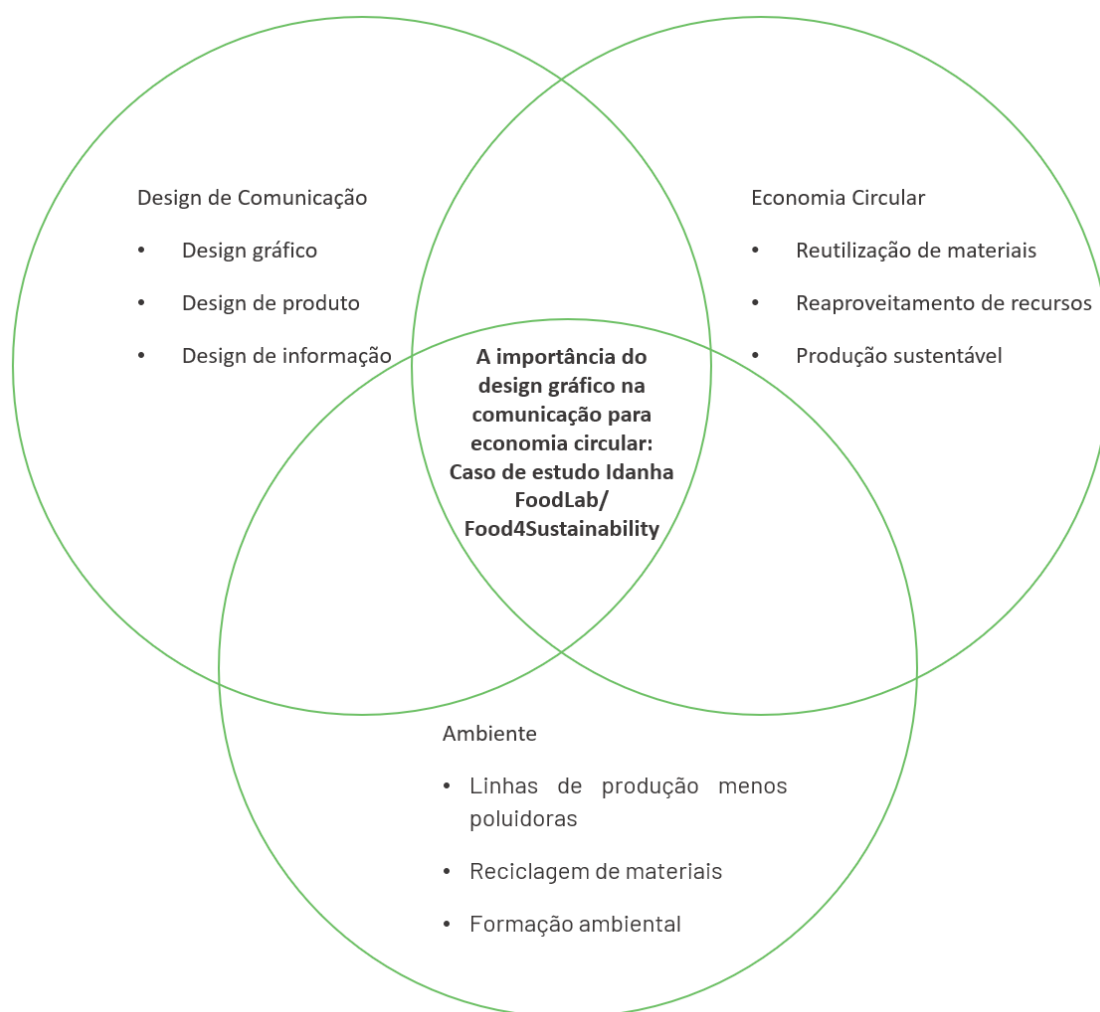 Design de Comunicação
• Design gráfico
• Design de produto
• Design de informação
Economia Circular
• Reutilização de materiais
• Reaproveitamento de recursos
• Produção sustentável
A importância do
design gráfico na
comunicação para
economia circular:
Caso de estudo Idanha
FoodLab/
Food4Sustainability
Ambiente
• Linhas de produção menos
poluidoras
• Reciclagem de materiais
• Formação ambiental